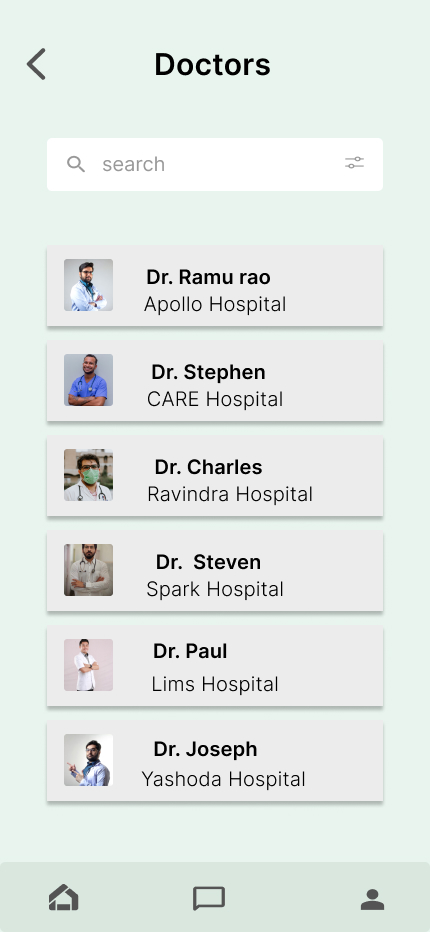 Doctors
search
Dr. Ramu rao
Apollo Hospital
Dr. Stephen
CARE Hospital
Dr. Charles
Ravindra Hospital
Dr.  Steven
Spark Hospital
Dr. Paul
Lims Hospital
Dr. Joseph
Yashoda Hospital